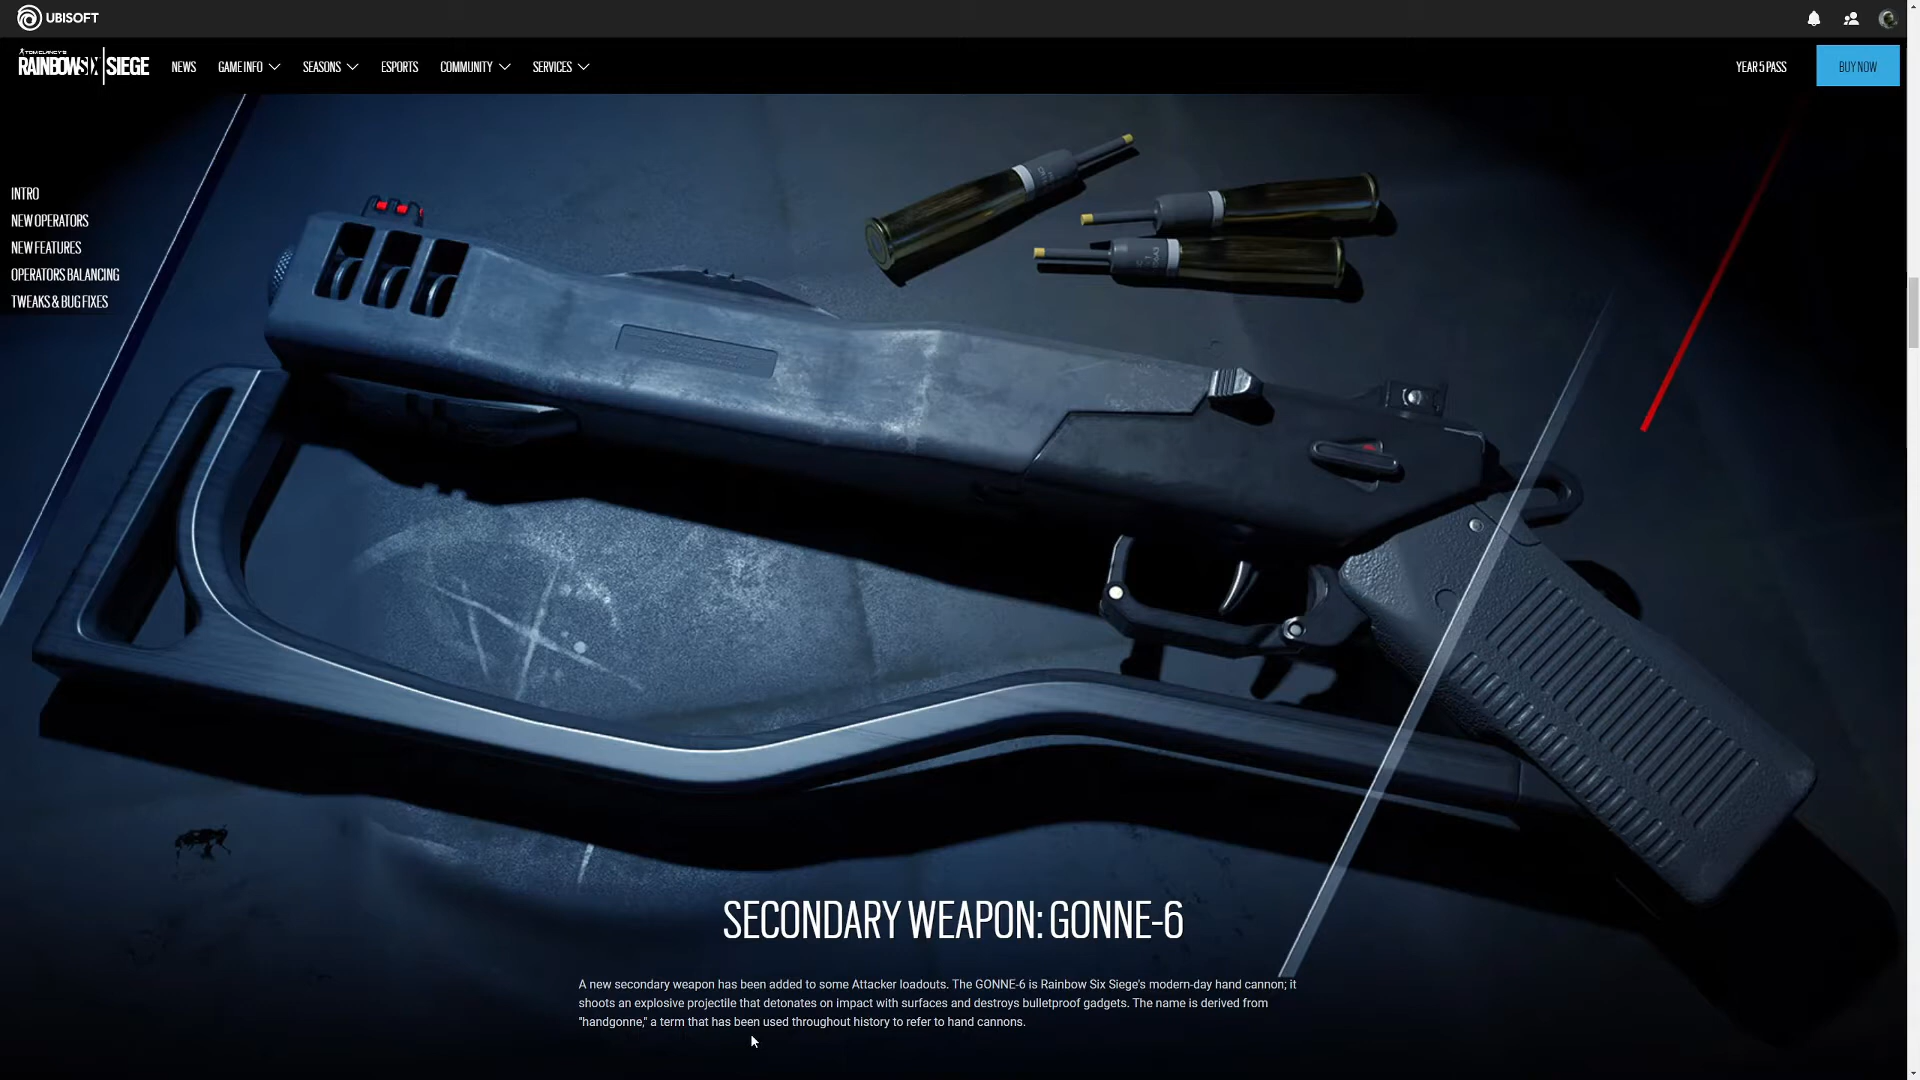 UBISOFT
TOM CLANCY'S
RAINBOWSIX SIEGE
NEWS
GAME INFO
SEASONS
ESPORTS
COMMUNITY
SERVICES
YEAR 5 PASS
BUY NOW
INTRO
NEW OPERATORS
NEW FEATURES
OPERATORS BALANCING
TWEAKS & BUG FIXES
SECONDARY WEAPON: GONNE-6
A new secondary weapon has been added to some Attacker loadouts. The GONNE-6 is Rainbow Six Siege's modern-day hand cannon; it
shoots an explosive projectile that detonates on impact with surfaces and destroys bulletproof gadgets. The name is derived from
"handgonne," a term that has been used throughout history to refer to hand cannons.